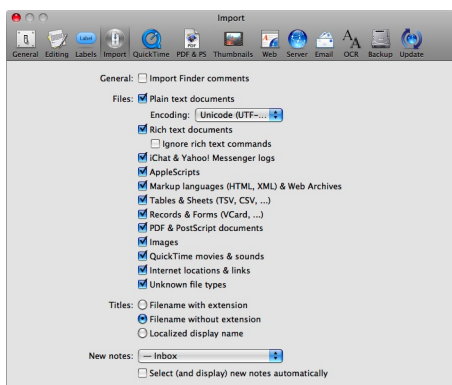 Import
General Editing Labels Import QuickTime PDF & PS Thumbnails Web Server Email OCR Backup Update
General: Import Finder comments
Files: Plain text documents
Encoding: Unicode (UTF-...
Rich text documents
Ignore rich text commands
iChat & Yahoo! Messenger logs
AppleScripts
Markup languages (HTML, XML) & Web Archives
Tables & Sheets (TSV, CSV, ...)
Records & Forms (VCard, ...)
PDF & PostScript documents
Images
QuickTime movies & sounds
Internet locations & links
Unknown file types
Titles: Filename with extension
Filename without extension
Localized display name
New notes: — Inbox
Select (and display) new notes automatically